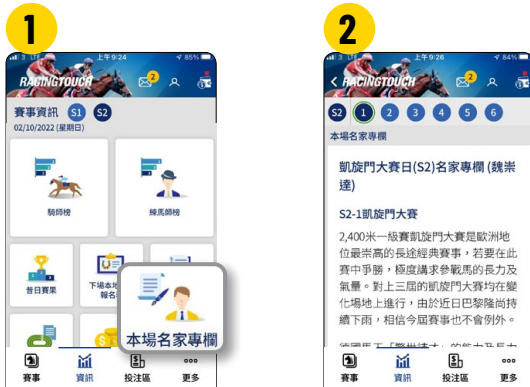 1
3 LTE 上午9:24 85%
RACINGTOUCH 2
賽事資訊 S1 S2
02/10/2022 (星期日)
騎師榜
練馬師榜
昔日賽果
下場本地
報名
本場名家專欄
賽事
資訊
投注區
更多
2
3 LTE 上午9:26 84%
RACINGTOUCH 2
S2 1 2 3 4 5 6
本場名家專欄
凱旋門大賽日(S2)名家專欄 (魏崇
達)
S2-1凱旋門大賽
2,400米一級賽凱旋門大賽是歐洲地
位最崇高的長途經典賽事，若要在此
賽中爭勝，極度講求參戰馬的長力及
氣量。對上三屆的凱旋門大賽均在變
化場地上進行，由於近日巴黎陸尚持
續下雨，相信今屆賽事也不會例外。
賽事
資訊
投注區
更多